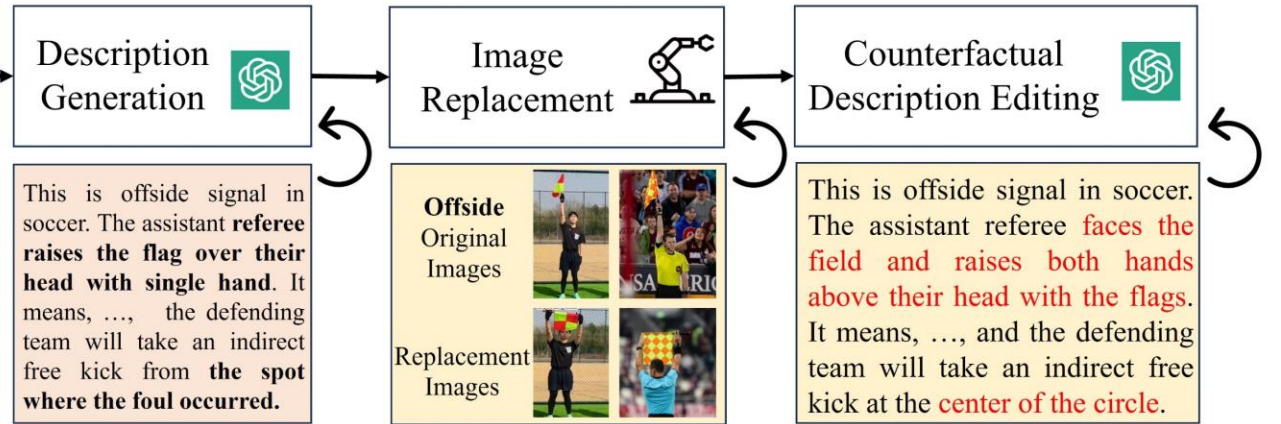 Description
Generation
Image
Replacement
Counterfactual
Description Editing
This is offside signal in
soccer. The assistant referee
raises the flag over their
head with single hand. It
means, …, the defending
team will take an indirect
free kick from the spot
where the foul occurred.
Offside
Original
Images
Replacement
Images
This is offside signal in soccer.
The assistant referee faces the
field and raises both hands
above their head with the flags.
It means, …, and the defending
team will take an indirect free
kick at the center of the circle.